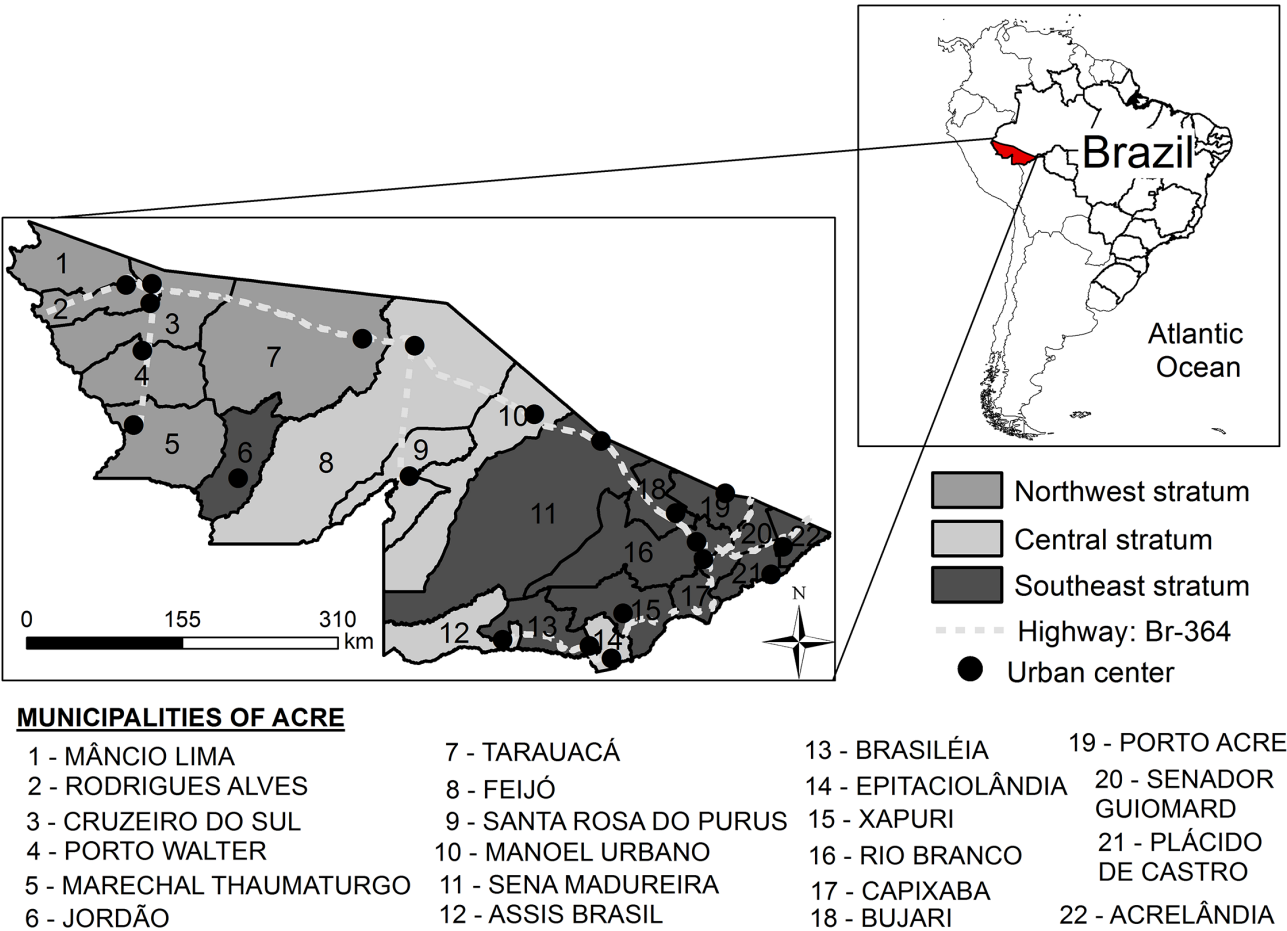 Brazil
Atlantic
Ocean
1
2
3
4
5
6
7
8
9
10
11
12
13
14
15
16
17
18
19
20
21
22
0 155 310
km
N
Northwest stratum
Central stratum
Southeast stratum
Highway: Br-364
Urban center
MUNICIPALITIES OF ACRE
1 - MÂNCIO LIMA
2 - RODRIGUES ALVES
3 - CRUZEIRO DO SUL
4 - PORTO WALTER
5 - MARECHAL THAUMATURGO
6 - JORDÃO
7 - TARAUACÁ
8 - FEIJÓ
9 - SANTA ROSA DO PURUS
10 - MANOEL URBANO
11 - SENA MADUREIRA
12 - ASSIS BRASIL
13 - BRASILÉIA
14 - EPITACIOLÂNDIA
15 - XAPURI
16 - RIO BRANCO
17 - CAPIXABA
18 - BUJARI
19 - PORTO ACRE
20 - SENADOR
GUIOMARD
21 - PLÁCIDO
DE CASTRO
22 - ACRELÂNDIA